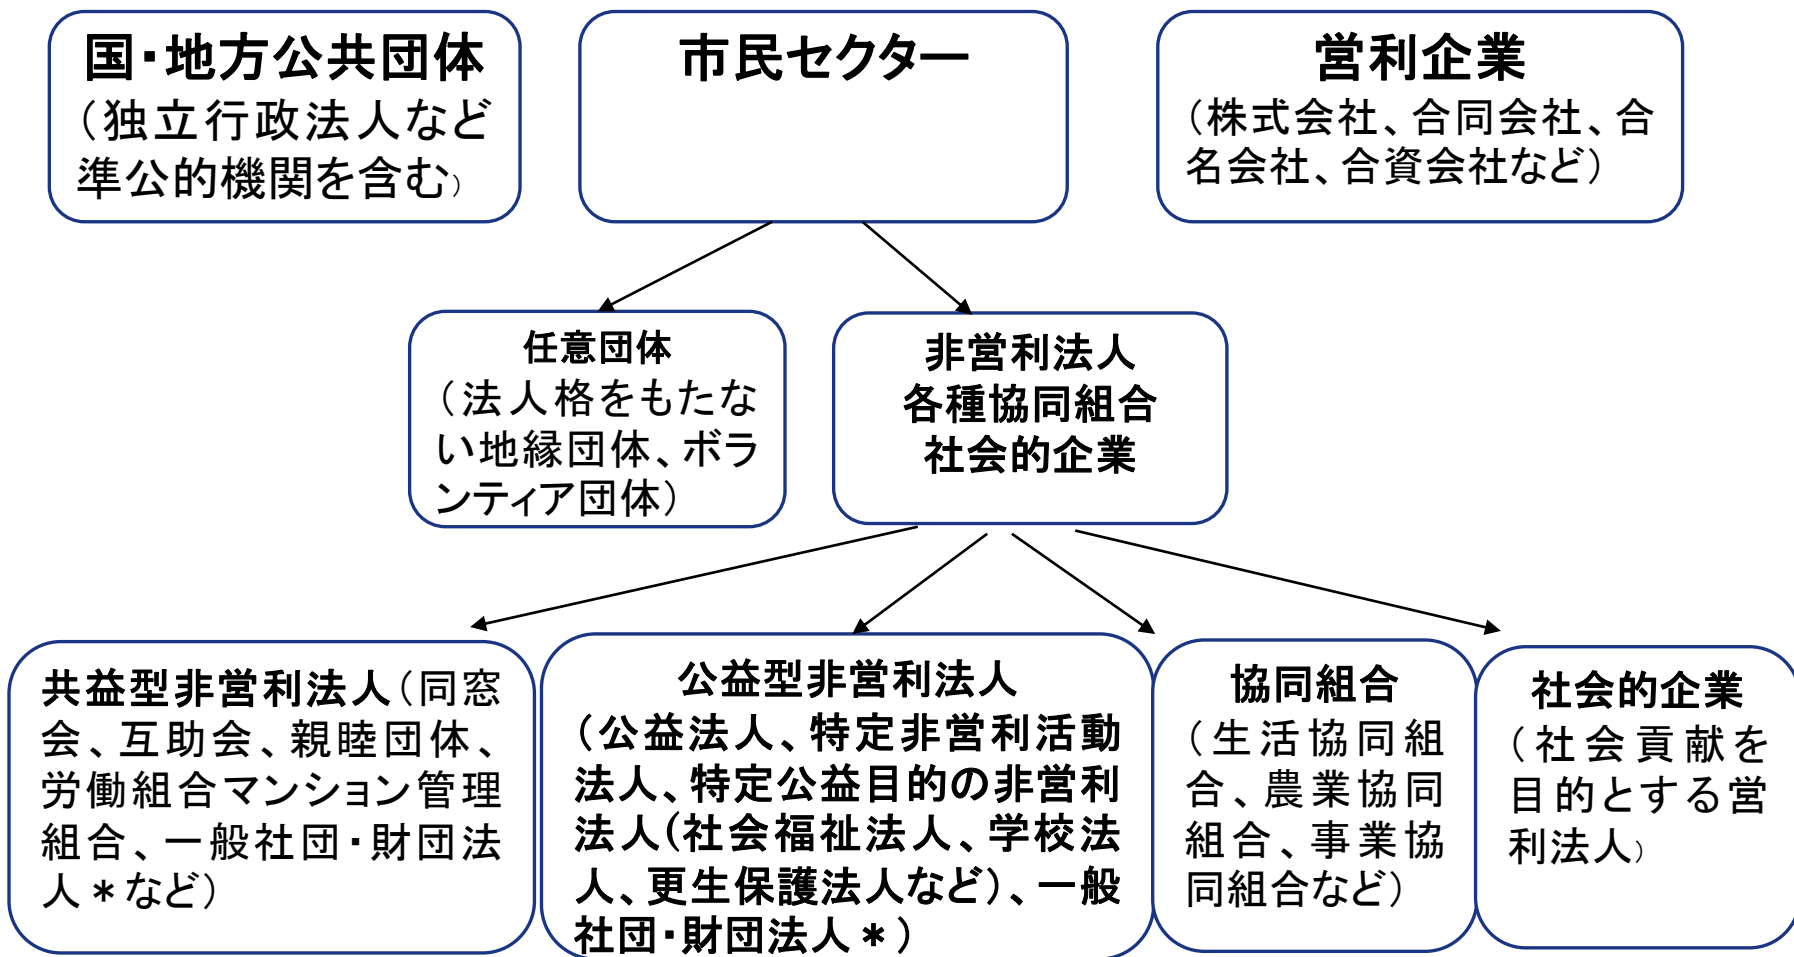 国・地方公共団体
（独立行政法人など
準公的機関を含む）
市民セクター
営利企業
（株式会社、合同会社、合
名会社、合資会社など）
任意団体
（法人格をもたな
い地縁団体、ボラ
ンティア団体）
非営利法人
各種協同組合
社会的企業
共益型非営利法人（同窓
会、互助会、親睦団体、
労働組合マンション管理
組合、一般社団・財団法
人＊など）
公益型非営利法人
（公益法人、特定非営利活動
法人、特定公益目的の非営利
法人(社会福祉法人、学校法
人、更生保護法人など）、一般
社団・財団法人＊）
協同組合
（生活協同組
合、農業協同
組合、事業協
同組合など）
社会的企業
（社会貢献を
目的とする営
利法人）